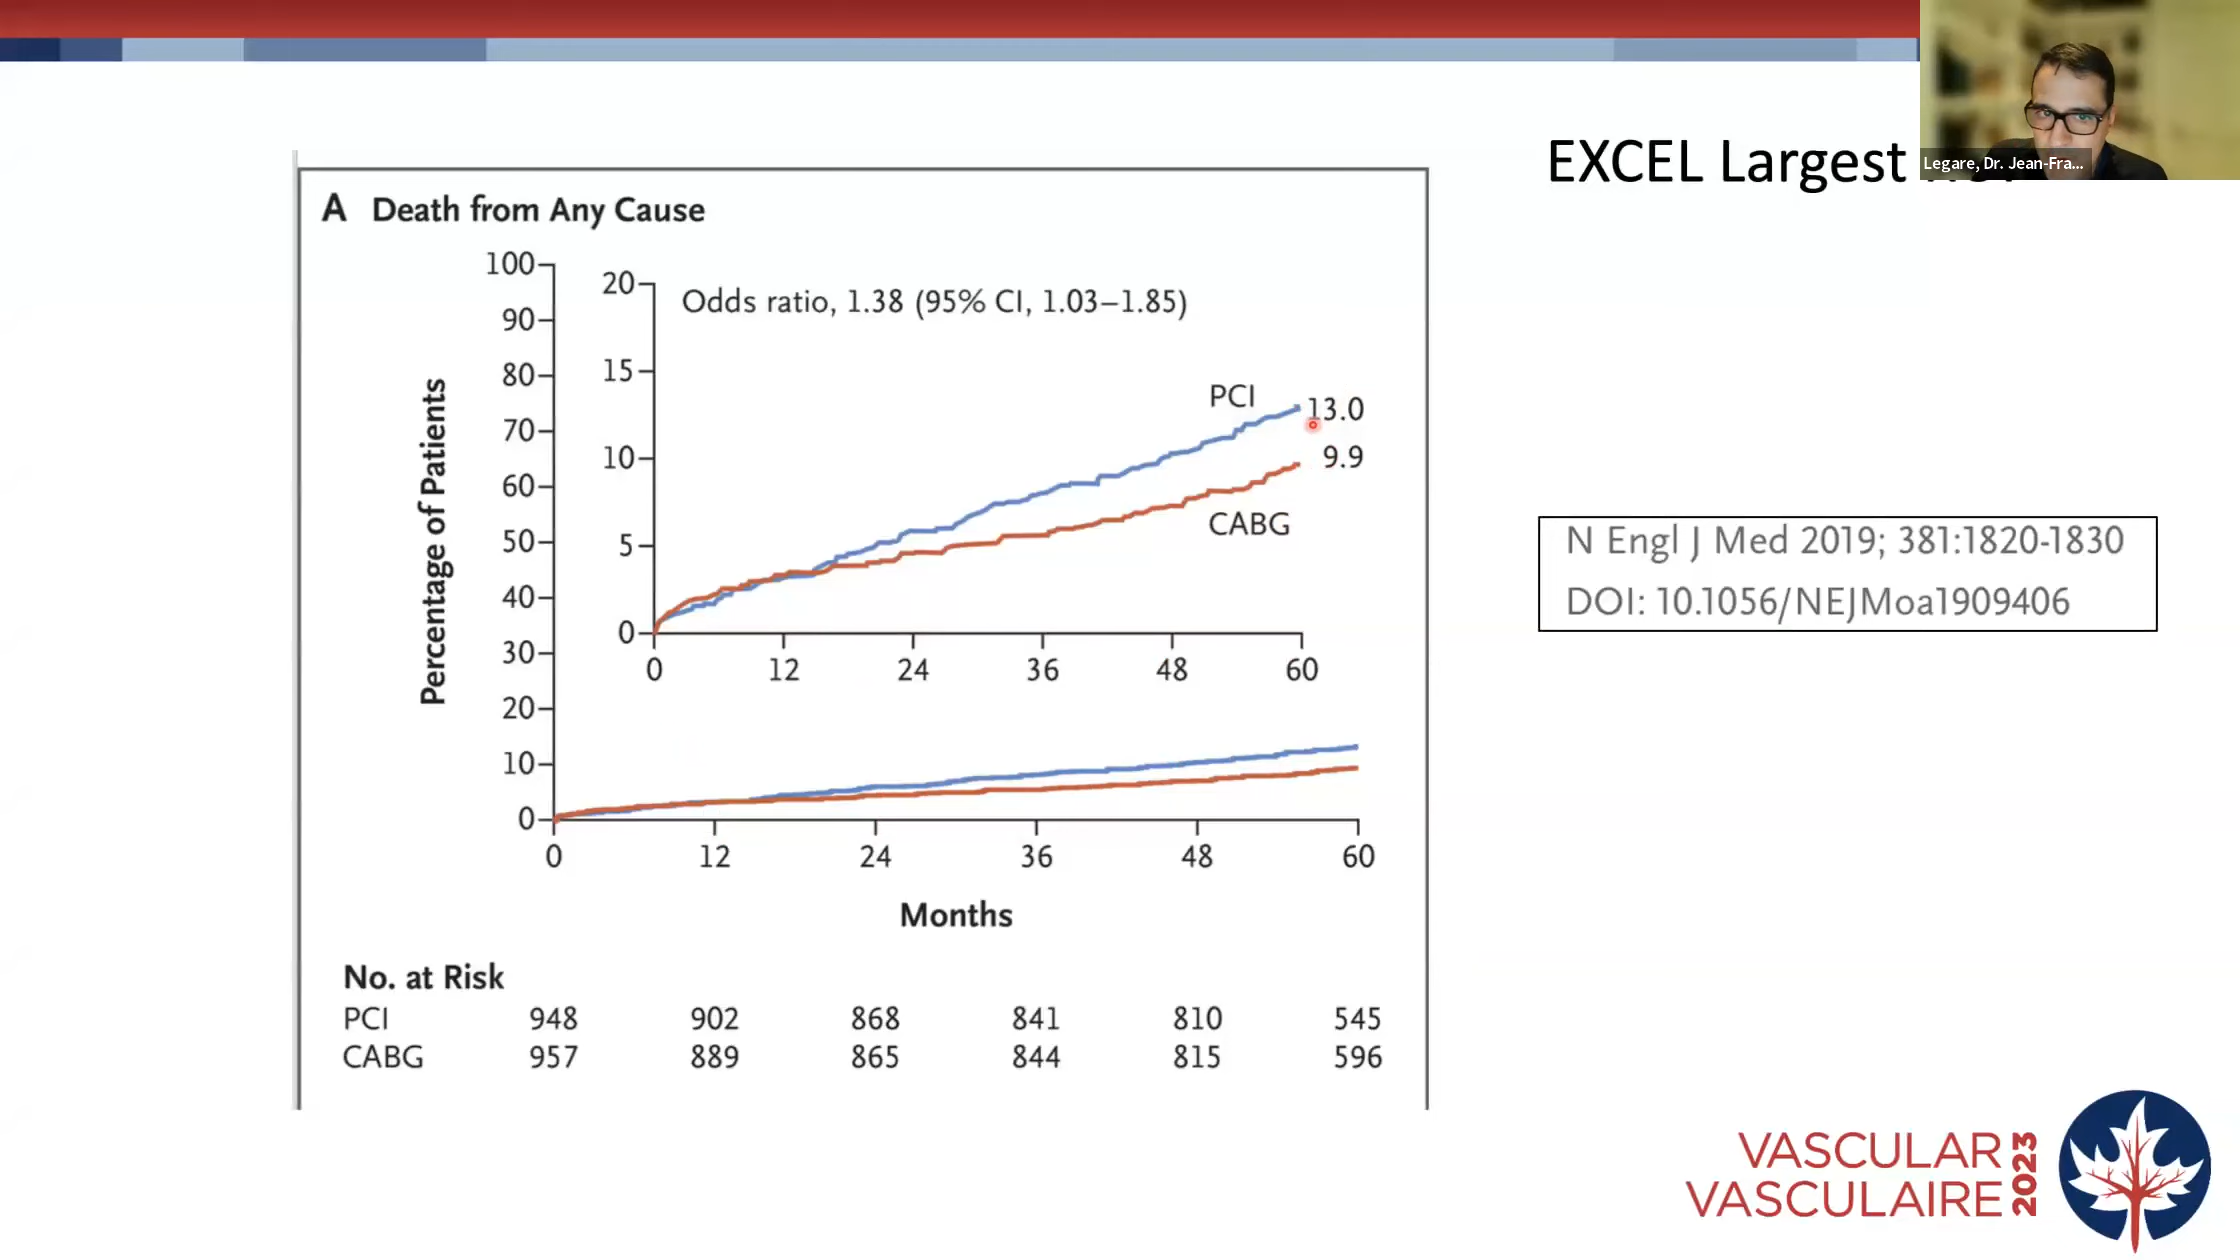 EXCEL Largest
Legare, Dr. Jean-Fra...
A Death from Any Cause
Percentage of Patients
100
90
80
70
60
50
40
30
20
10
0
20
15
10
5
0
Odds ratio, 1.38 (95% CI, 1.03–1.85)
PCI
13.0
9.9
CABG
0 12 24 36 48 60
0 12 24 36 48 60
Months
No. at Risk
PCI 948 902 868 841 810 545
CABG 957 889 865 844 815 596
N Engl J Med 2019; 381:1820-1830
DOI: 10.1056/NEJMoa1909406
VASCULAR
VASCULAIRE
2023